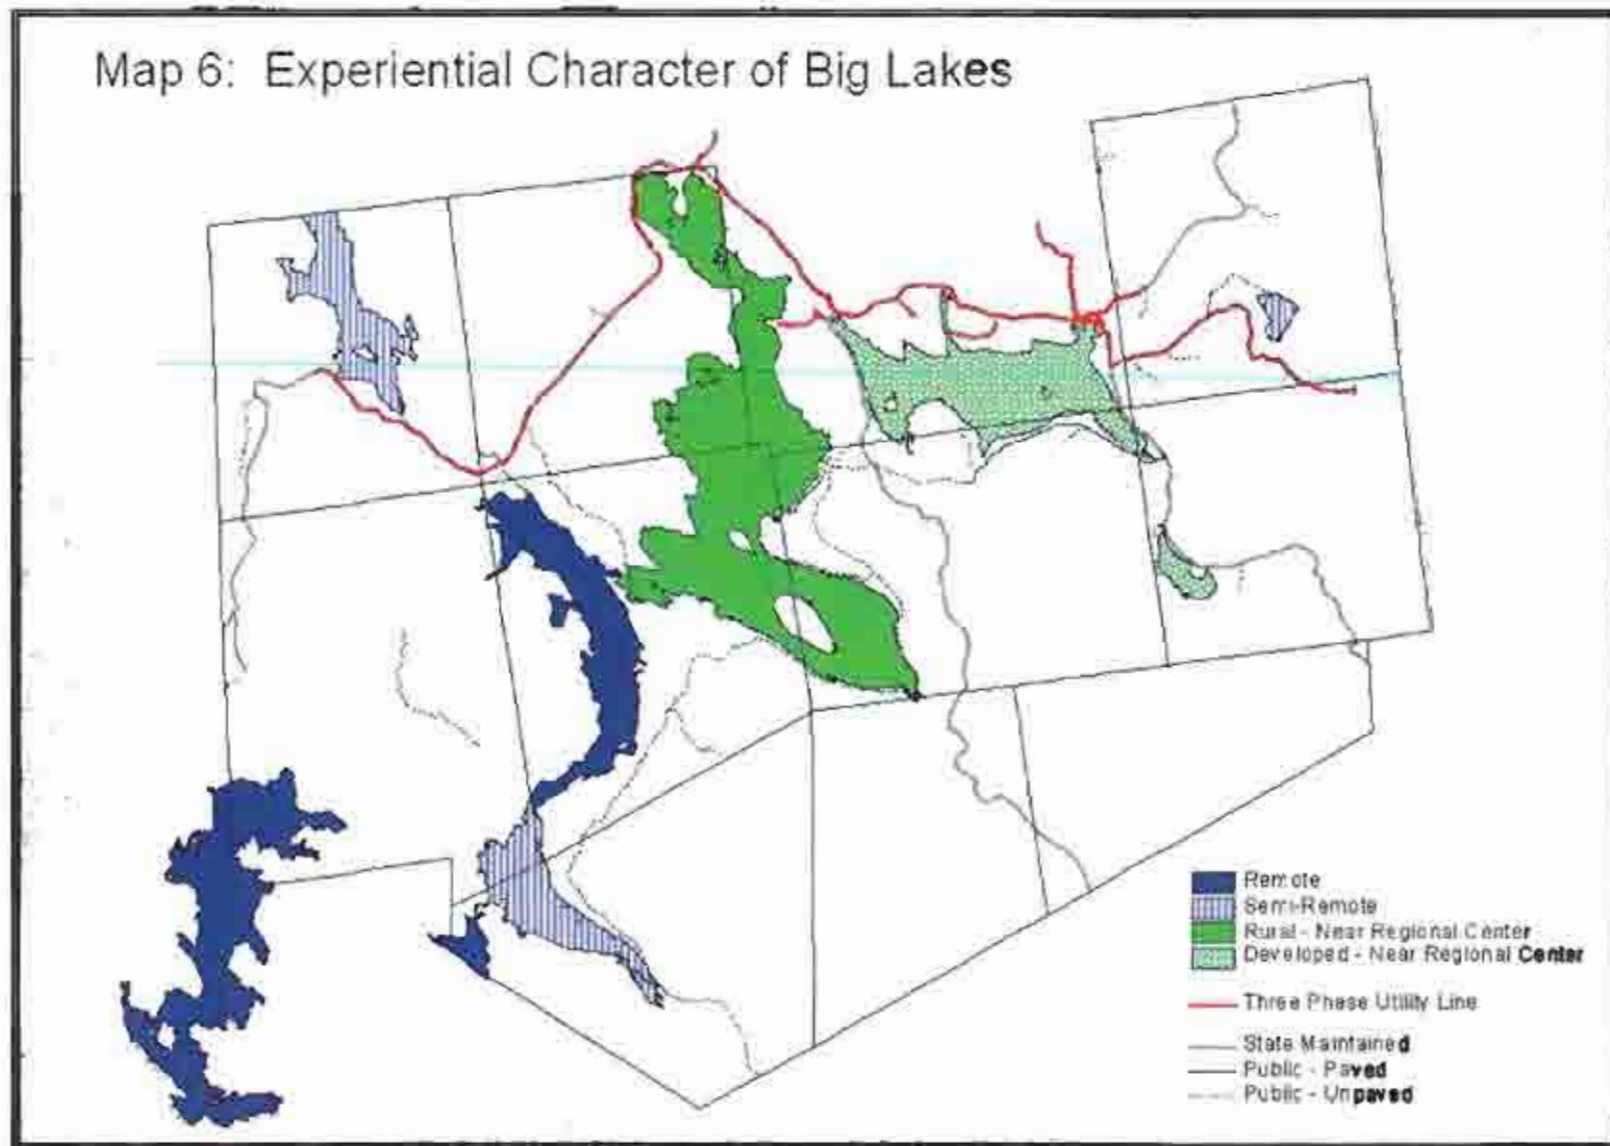 Map 6: Experiential Character of Big Lakes
Remote
Semi-Remote
Rural - Near Regional Center
Developed - Near Regional Center
Three Phase Utility Line
State Maintained
Public - Paved
Public - Unpaved